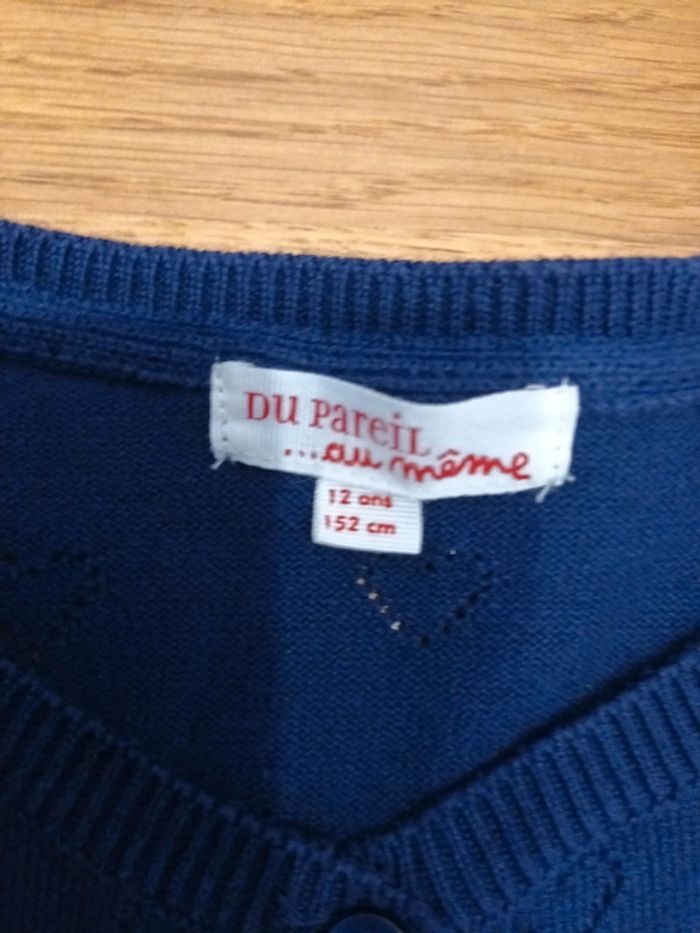 DU PareiL
...au même
12 ans
152 cm